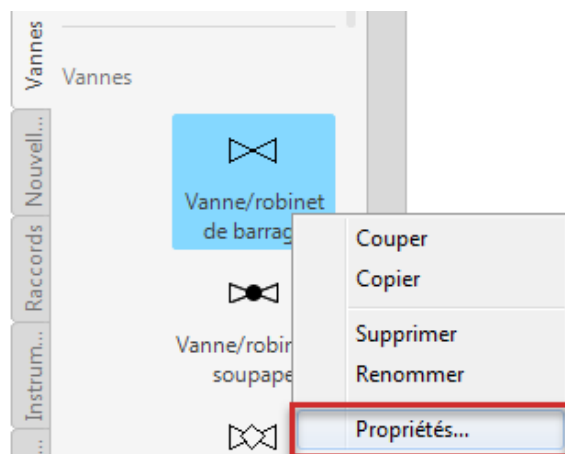 Vannes
Nouvell...
Raccords
Instrum...
Vannes
Vanne/robinet
de barrag
Vanne/robin
soupape
Couper
Copier
Supprimer
Renommer
Propriétés...